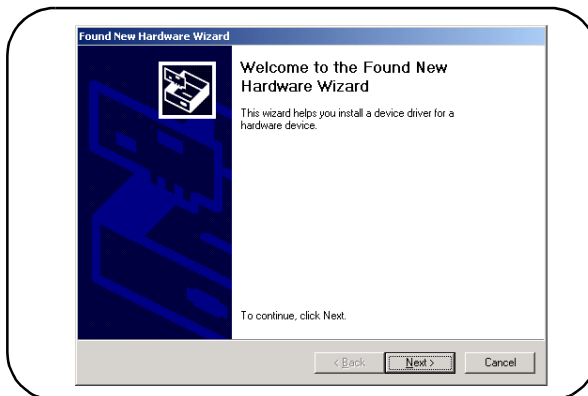 Found New Hardware Wizard
Welcome to the Found New
Hardware Wizard
This wizard helps you install a device driver for a
hardware device.
To continue, click Next.
< Back
Next >
Cancel